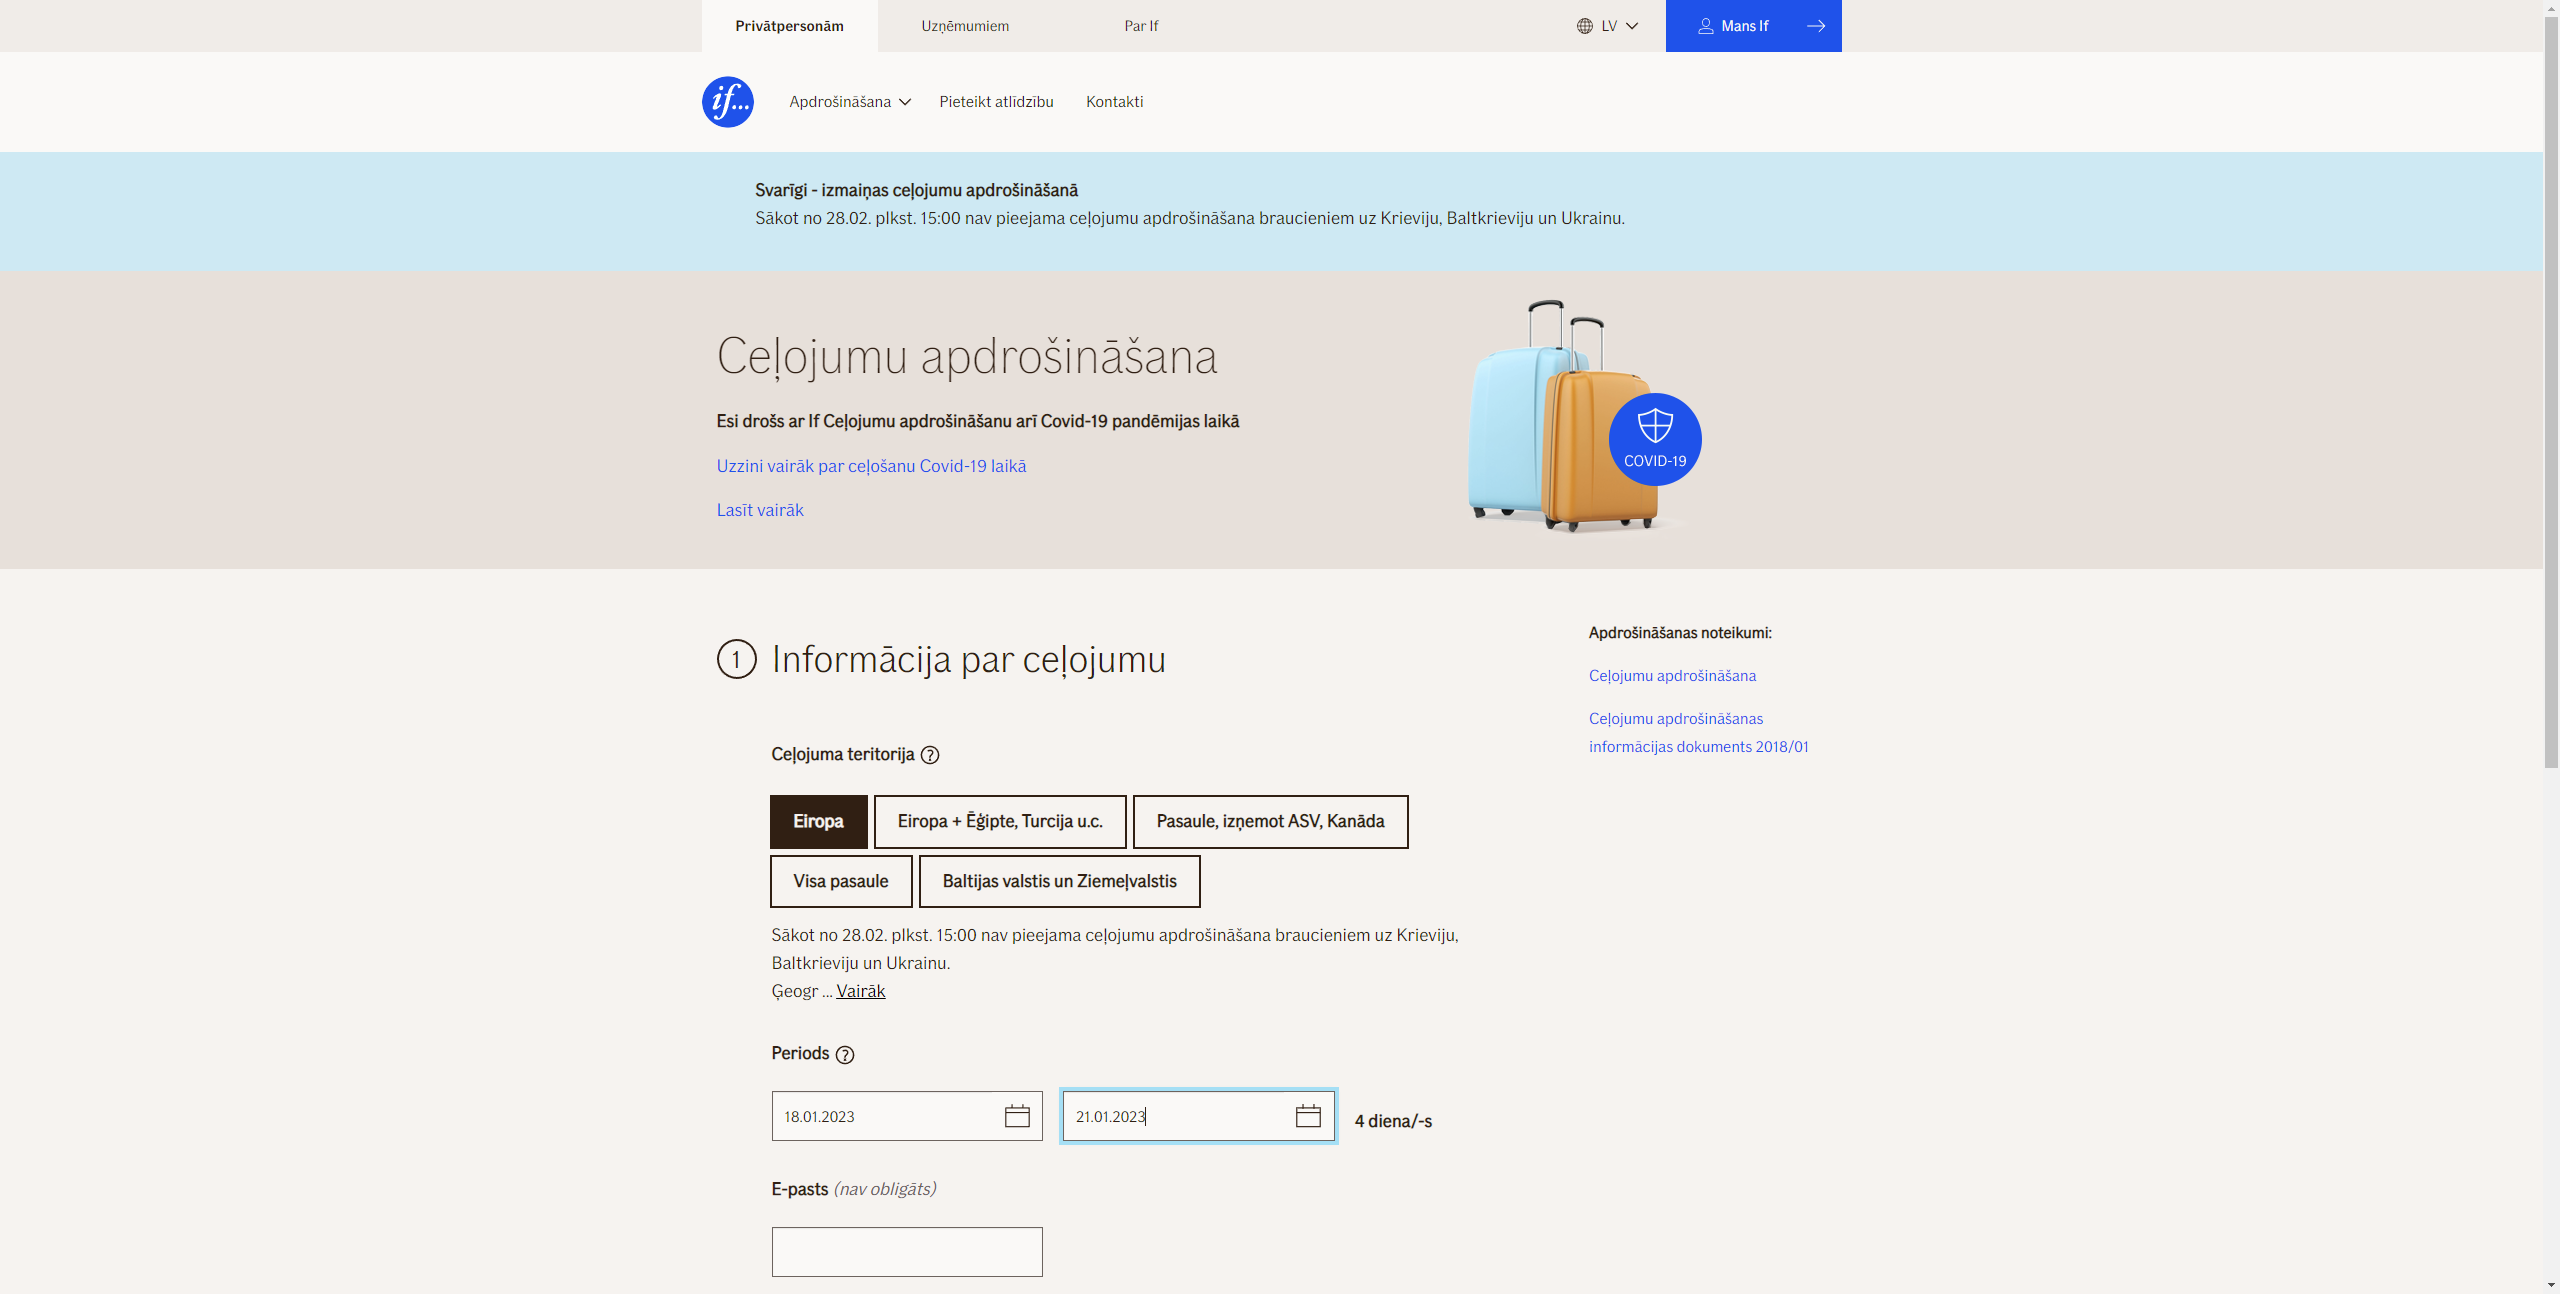 Privātpersonām
Uzņēmumiem
Par If
LV
Mans If
if...
Apdrošināšana
Pieteikt atlīdzību
Kontakti
Svarīgi - izmaiņas ceļojumu apdrošināšanā
Sākot no 28.02. plkst. 15:00 nav pieejama ceļojumu apdrošināšana braucieniem uz Krieviju, Baltkrieviju un Ukrainu.
Ceļojumu apdrošināšana
Esi drošs ar If Ceļojumu apdrošināšanu arī Covid-19 pandēmijas laikā
Uzzini vairāk par ceļošanu Covid-19 laikā
Lasīt vairāk
COVID-19
1 Informācija par ceļojumu
Ceļojuma teritorija ?
Eiropa
Eiropa + Ēģipte, Turcija u.c.
Pasaule, izņemot ASV, Kanāda
Visa pasaule
Baltijas valstis un Ziemeļvalstis
Sākot no 28.02. plkst. 15:00 nav pieejama ceļojumu apdrošināšana braucieniem uz Krieviju,
Baltkrieviju un Ukrainu.
Ģeogr ... Vairāk
Periods ?
18.01.2023
21.01.2023
4 diena/-s
E-pasts (nav obligāts)
Apdrošināšanas noteikumi:
Ceļojumu apdrošināšana
Ceļojumu apdrošināšanas
informācijas dokuments 2018/01